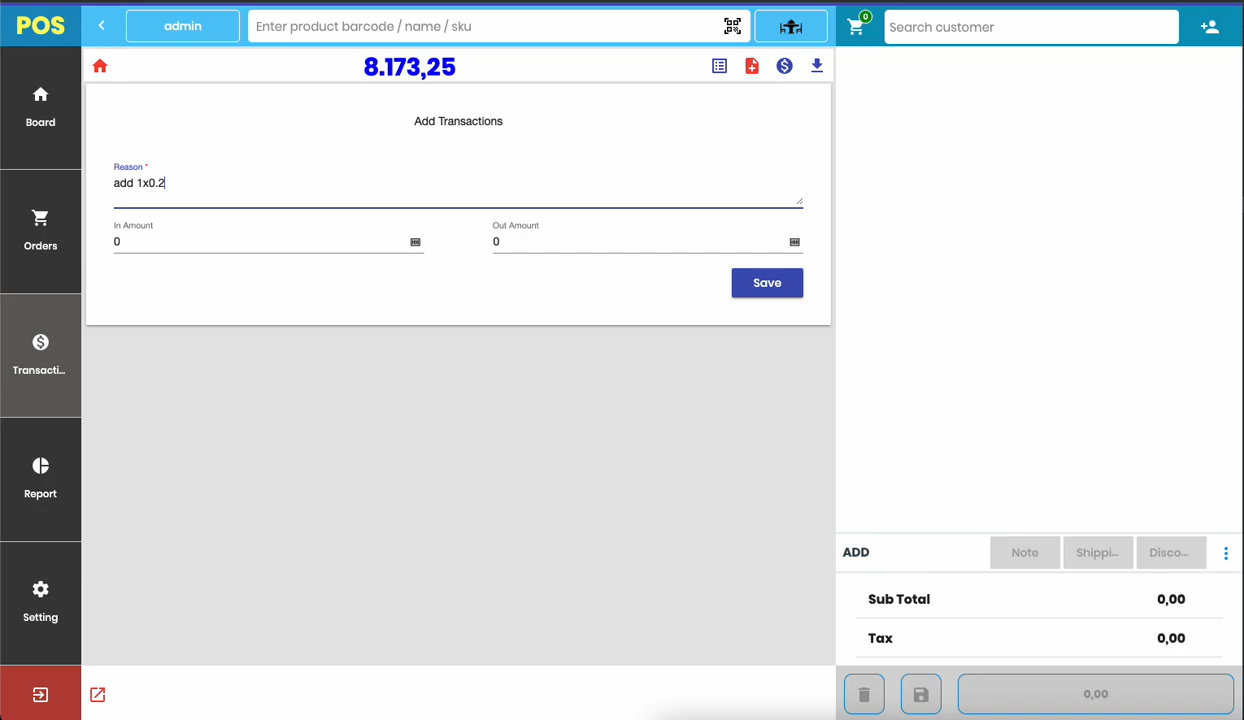 POS
admin
Enter product barcode / name / sku
0
Search customer
8.173,25
Board
Orders
Transacti...
Report
Setting
Add Transactions
Reason *
add 1x0.2
In Amount
Out Amount
0
0
Save
ADD
Note
Shippi...
Disco...
Sub Total
0,00
Tax
0,00
0,00